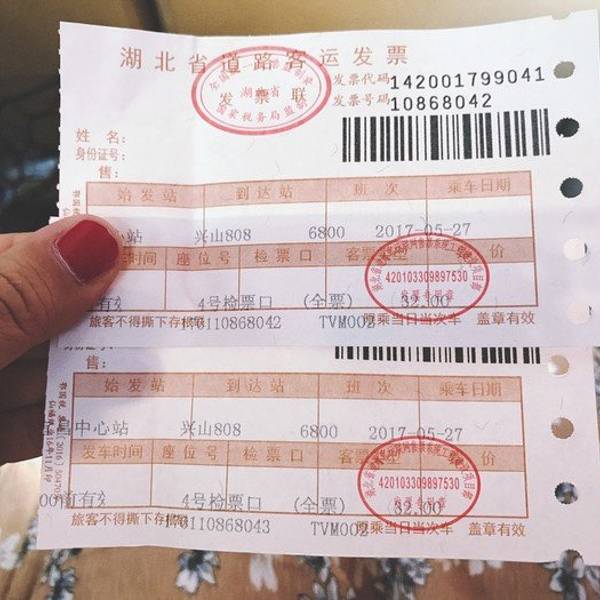 湖北省道路客运发票
发票联
发票代码 142001799041
发票号码 10868042
姓 名:
身份证号:
售:
始发站 到达站 班次 乘车日期
心站 兴山808 6800 2017-05-27
时间 座位号 检票口 客票 价
4号检票口 (全票) 32.00
420103309897530
旅客不得撕下存根联 110868042 TVM002 限乘当日当次车 盖章有效
售:
始发站 到达站 班次 乘车日期
中心站 兴山808 6800 2017-05-27
发车时间 座位号 检票口 客票 价
4号检票口 (全票) 32.00
420103309897530
旅客不得撕下存根联 110868043 TVM002 限乘当日当次车 盖章有效